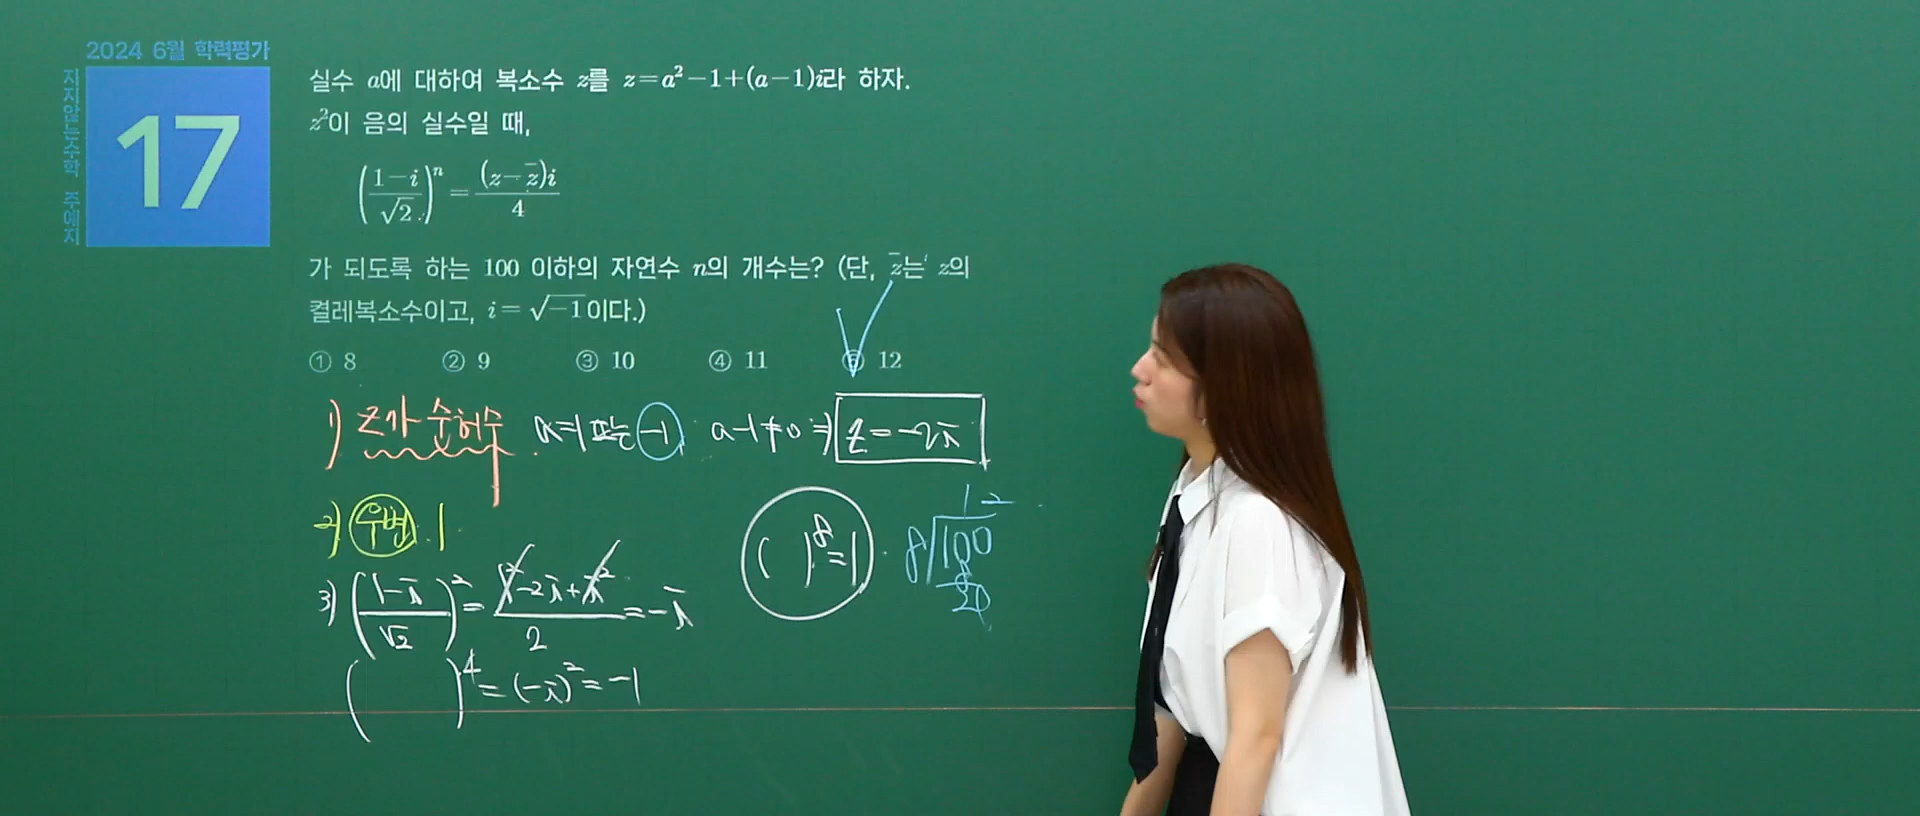 2024 6월 학력평가
지지않는수학 주예지
17
실수 a에 대하여 복소수 z를 z=a²-1+(a-1)i라 하자.
z²이 음의 실수일 때,
((1-i)/√2)ⁿ = (z-z̄)i/4
가 되도록 하는 100 이하의 자연수 n의 개수는? (단, z̄는 z의
켤레복소수이고, i=√-1이다.)
① 8 ② 9 ③ 10 ④ 11 ⑤ 12
1) z가 순허수 a=1 또는 -1 a-1≠0 ⇒ z=-2i
2) 우변 1
( )⁸=1
12
8)100
8
20
3) ((1-i)/√2)² = (1²-2i+i²)/2 = -i
( )⁴=(-i)²=-1